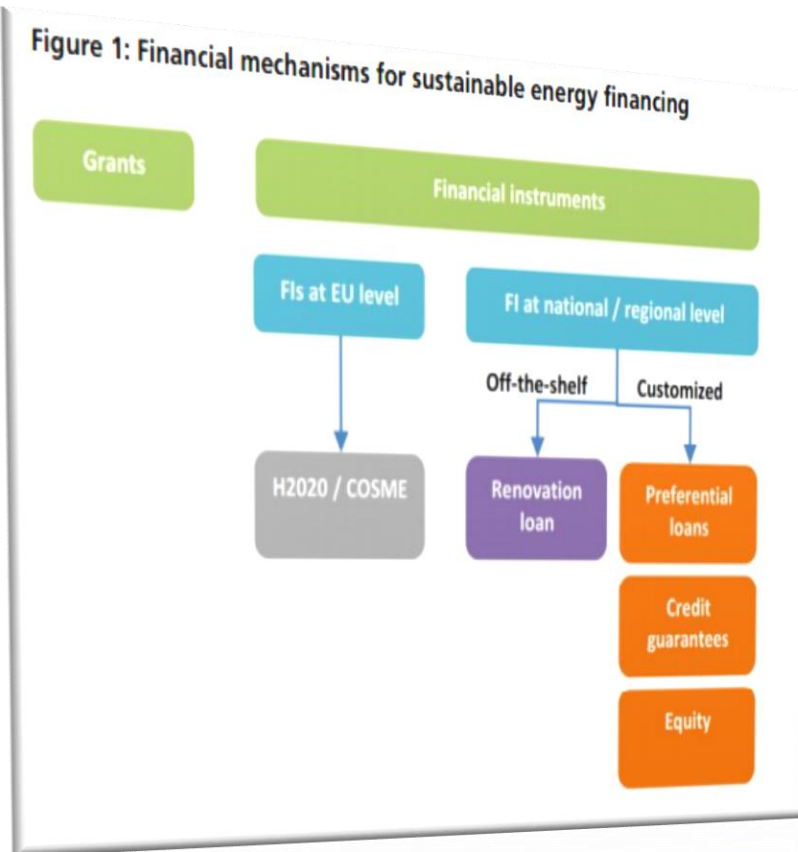 Figure 1: Financial mechanisms for sustainable energy financing
Grants
Financial instruments
FIs at EU level
FI at national / regional level
Off-the-shelf
Customized
H2020 / COSME
Renovation
loan
Preferential
loans
Credit
guarantees
Equity